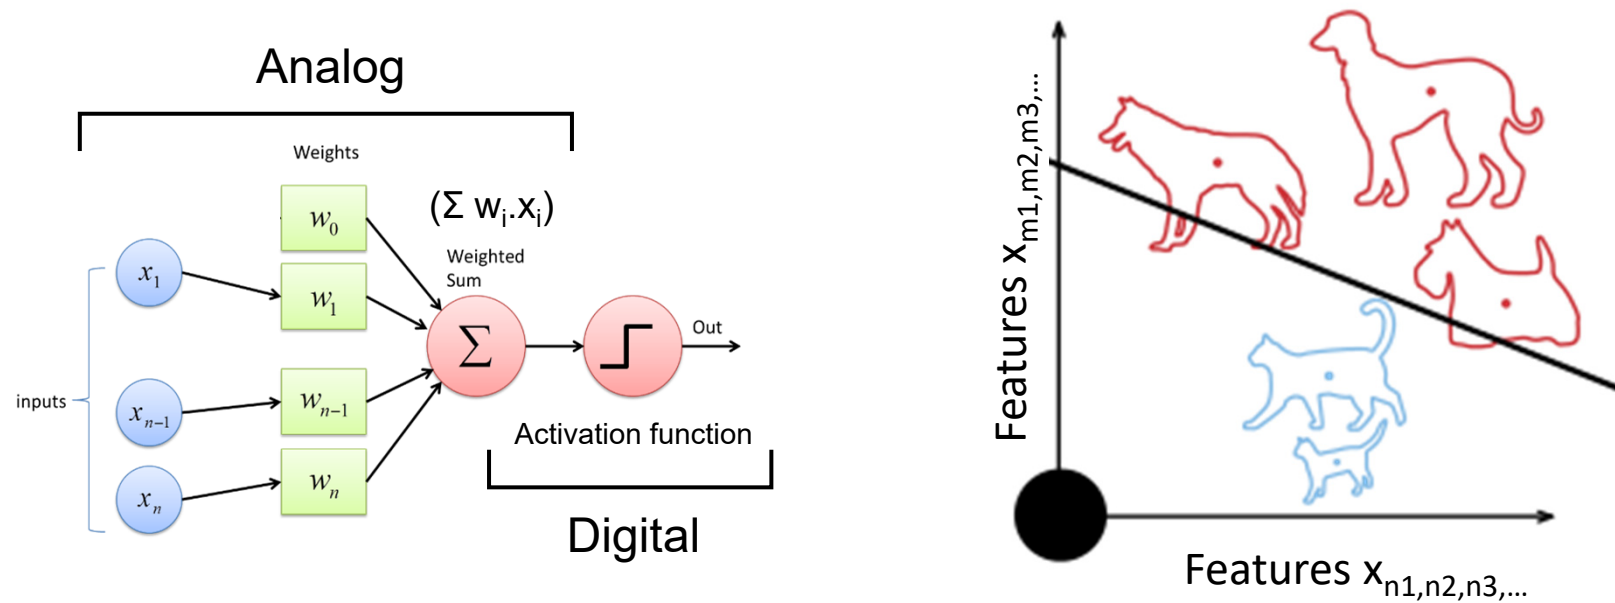 Analog
Weights
w0
(Σ wi.xi)
x1
Weighted
Sum
w1
Σ
Out
inputs
xn−1
wn−1
Activation function
xn
wn
Digital
Features xm1,m2,m3,...
Features xn1,n2,n3,...